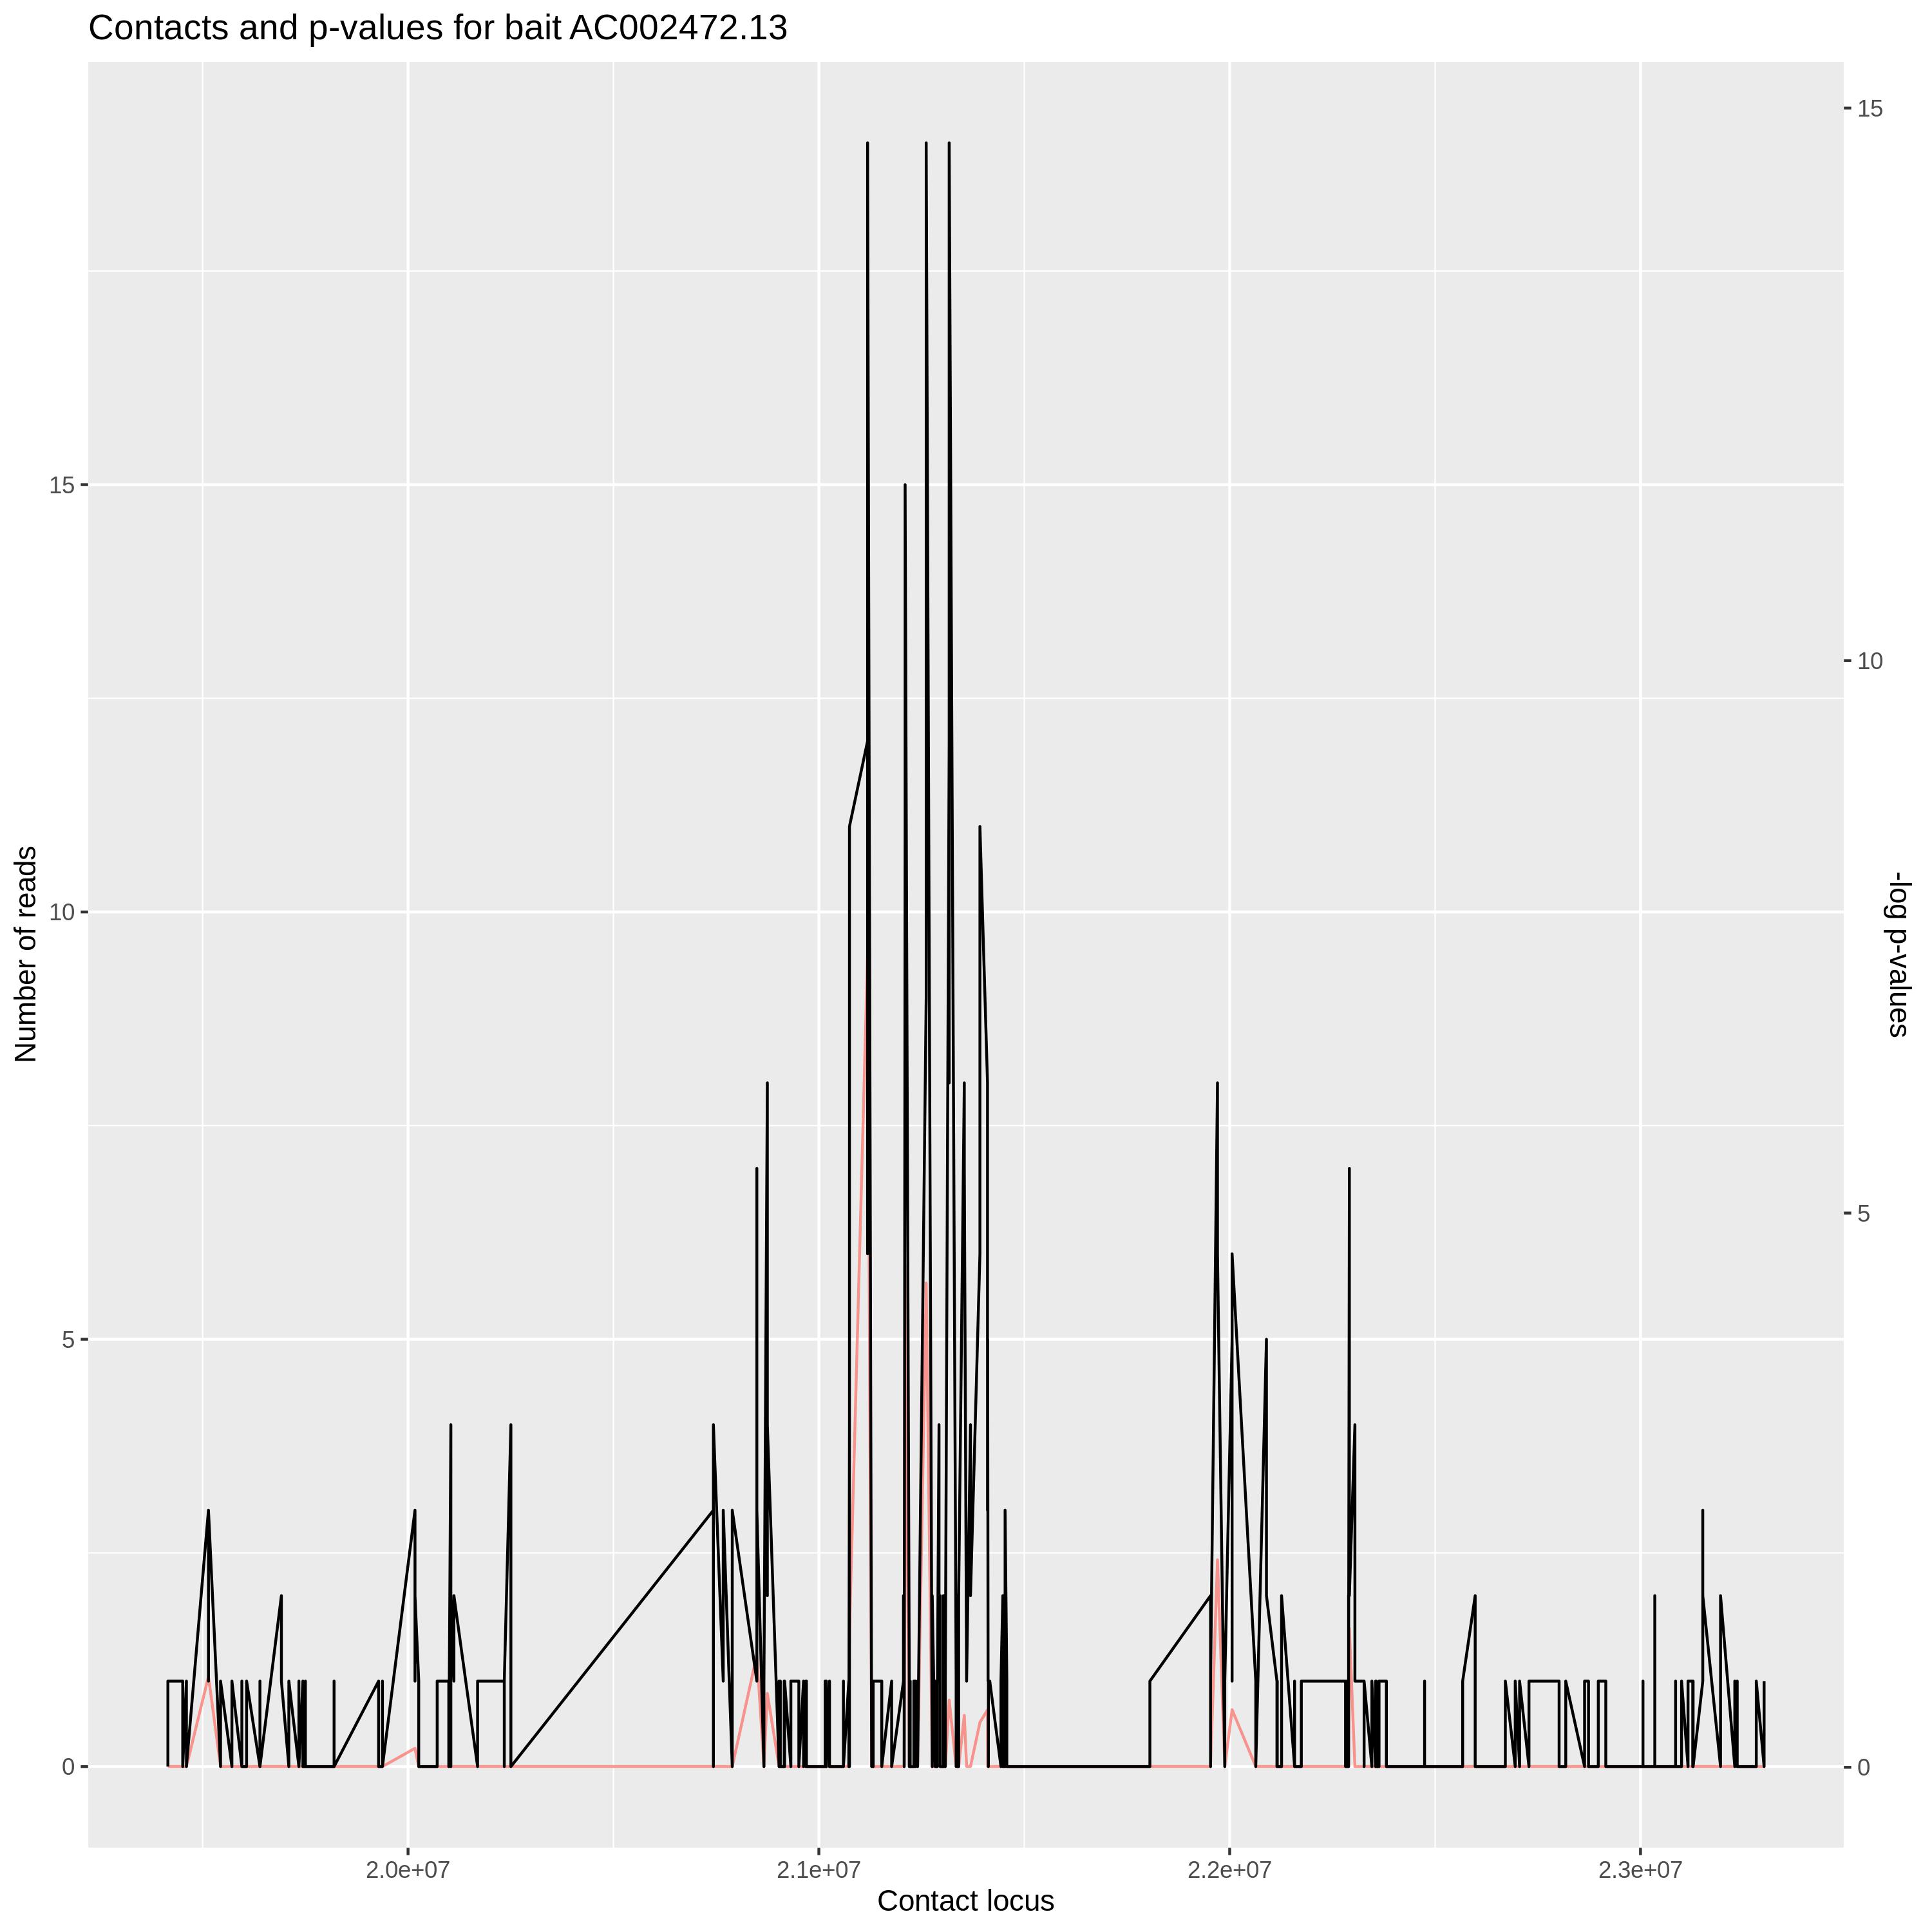 Contacts and p-values for bait AC002472.13
15
10
5
0
Number of reads
15
10
5
0
-log p-values
2.0e+07
2.1e+07
2.2e+07
2.3e+07
Contact locus